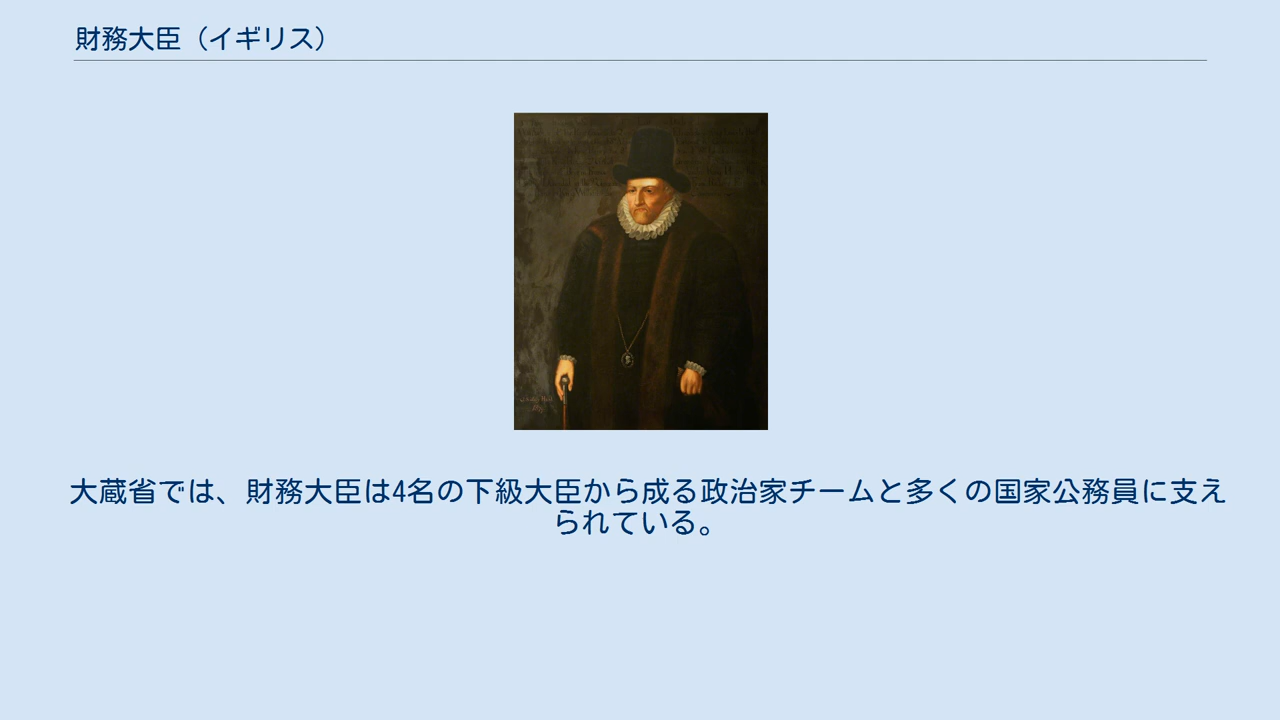 財務大臣（イギリス）
大蔵省では、財務大臣は4名の下級大臣から成る政治家チームと多くの国家公務員に支え
られている。